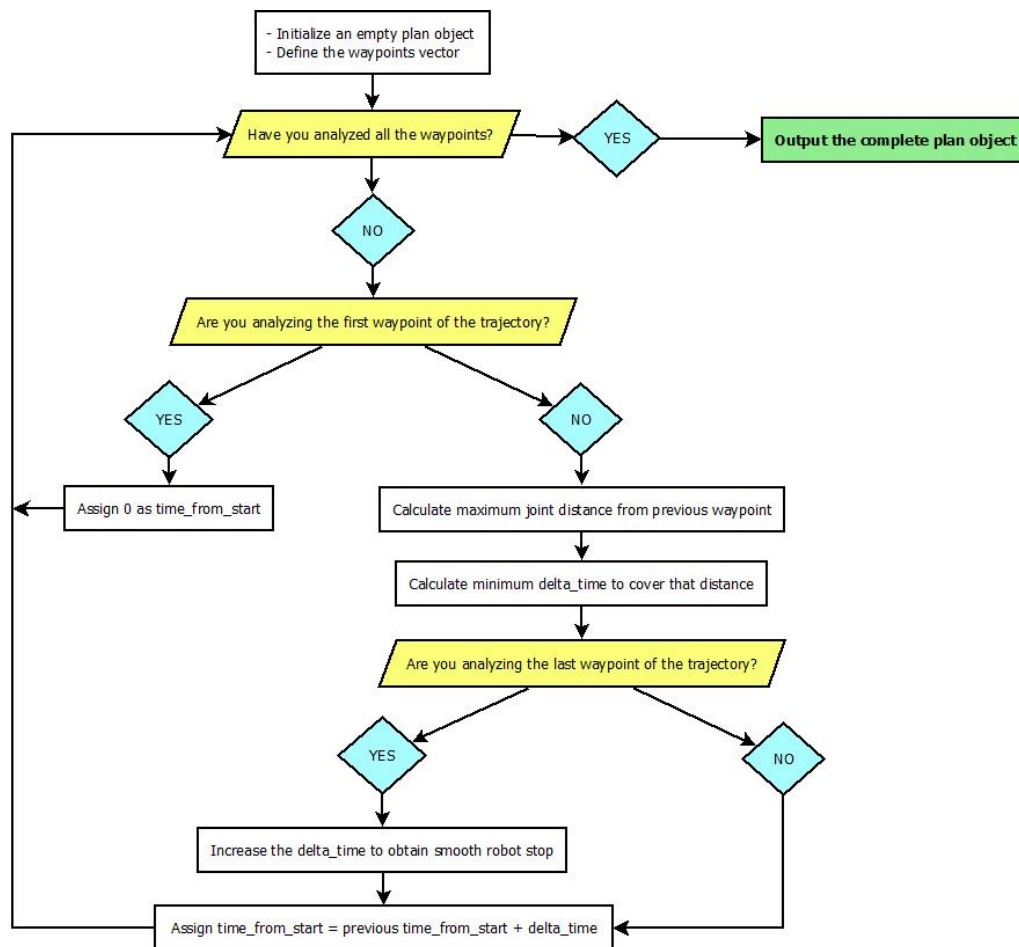 - Initialize an empty plan object
- Define the waypoints vector
Have you analyzed all the waypoints?
YES
Output the complete plan object
NO
Are you analyzing the first waypoint of the trajectory?
YES
NO
Assign 0 as time_from_start
Calculate maximum joint distance from previous waypoint
Calculate minimum delta_time to cover that distance
Are you analyzing the last waypoint of the trajectory?
YES
NO
Increase the delta_time to obtain smooth robot stop
Assign time_from_start = previous time_from_start + delta_time